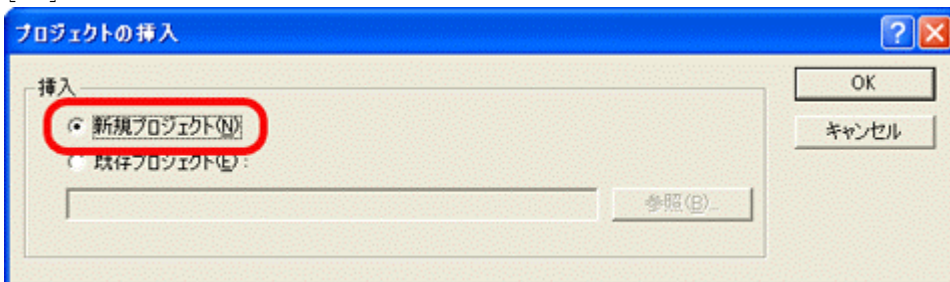 プロジェクトの挿入
挿入
OK
新規プロジェクト(N)
キャンセル
既存プロジェクト(E):
参照(B)...